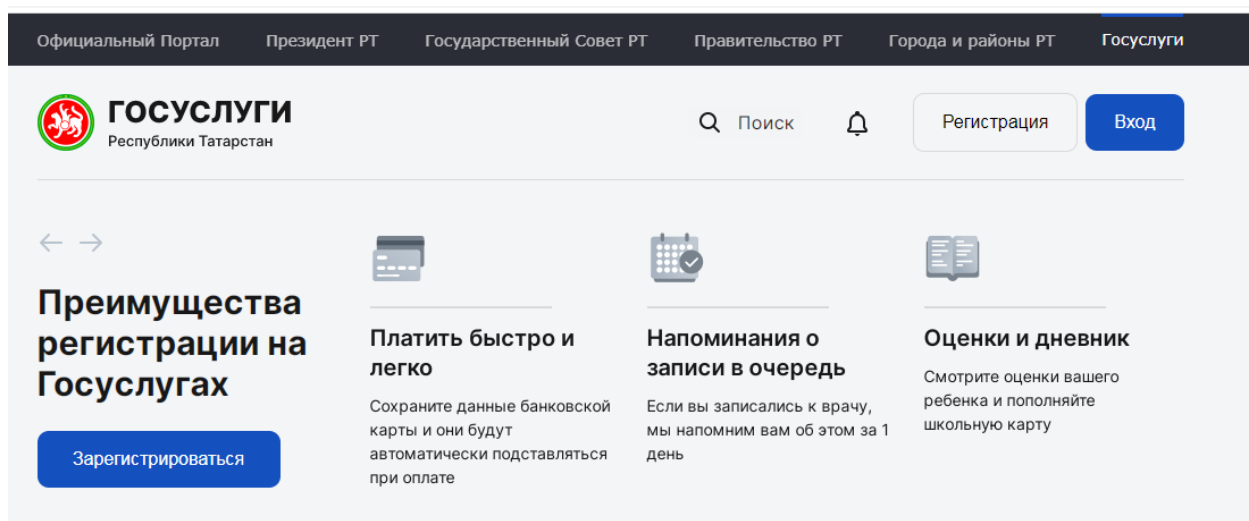 Официальный Портал Президент РТ Государственный Совет РТ Правительство РТ Города и районы РТ Госуслуги
ГОСУСЛУГИ
Республики Татарстан
Поиск
Регистрация
Вход
Преимущества
регистрации на
Госуслугах
Зарегистрироваться
Платить быстро и
легко
Сохраните данные банковской
карты и они будут
автоматически подставляться
при оплате
Напоминания о
записи в очередь
Если вы записались к врачу,
мы напомним вам об этом за 1
день
Оценки и дневник
Смотрите оценки вашего
ребенка и пополняйте
школьную карту